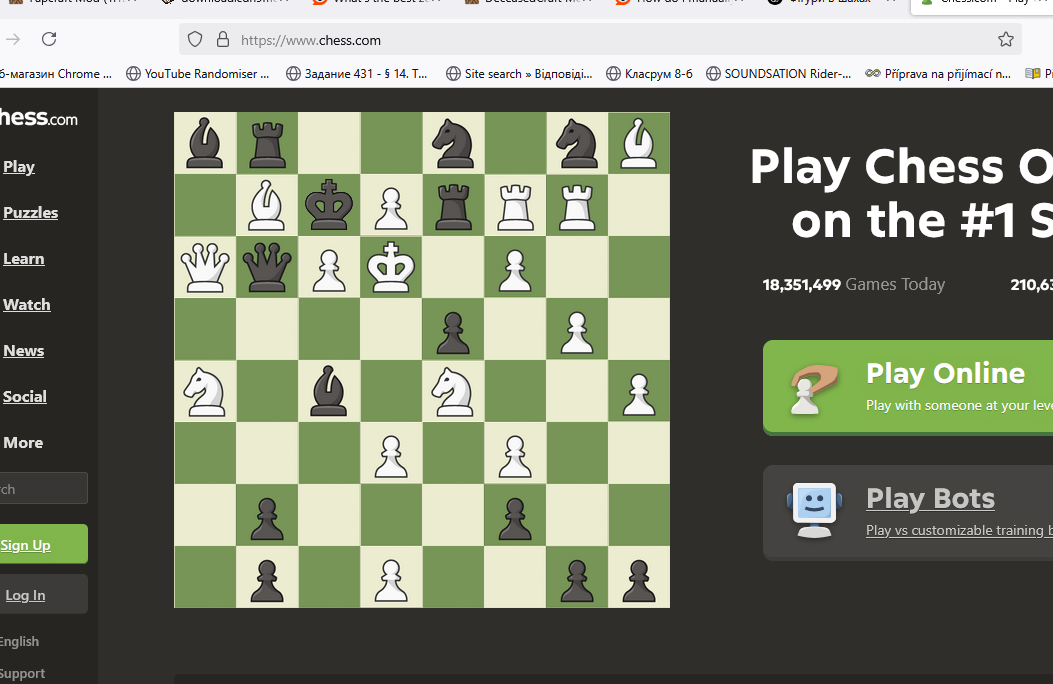 https://www.chess.com
б-магазин Chrome ...
YouTube Randomiser ...
Задание 431 - § 14. Т...
Site search » Відповіді...
Класрум 8-б
SOUNDSATION Rider-...
Příprava na přijímací n...
hess.com
Play
Puzzles
Learn
Watch
News
Social
More
rch
Sign Up
Log In
English
Support
Play Chess O
on the #1 S
18,351,499 Games Today
210,63
Play Online
Play with someone at your leve
Play Bots
Play vs customizable training b